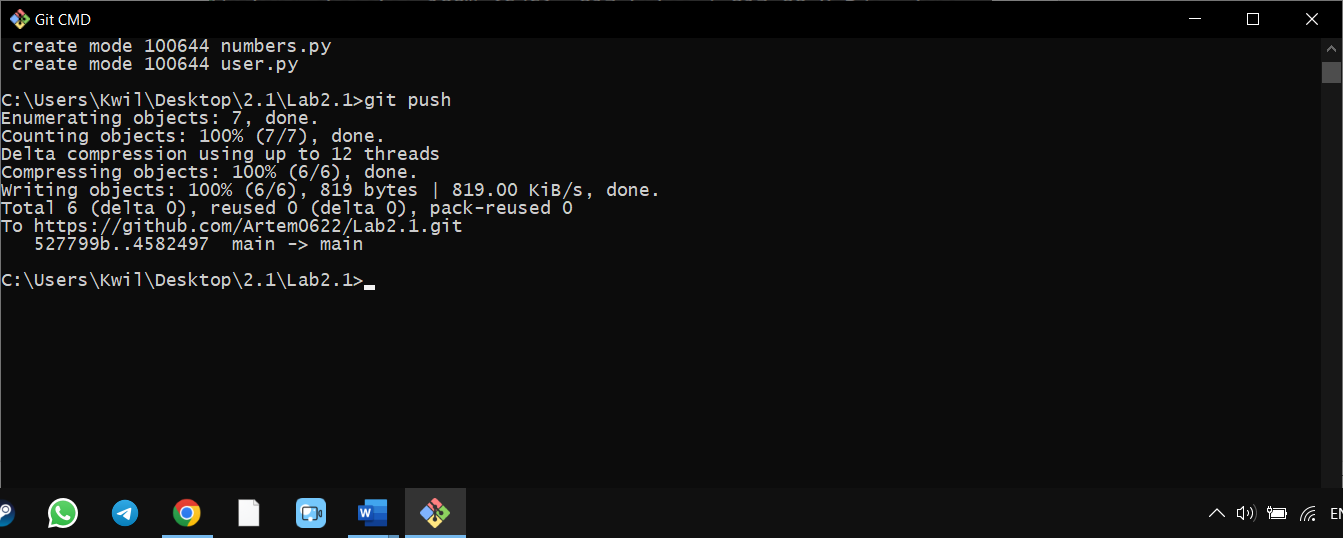 Git CMD
create mode 100644 numbers.py
create mode 100644 user.py
C:\Users\Kwil\Desktop\2.1\Lab2.1>git push
Enumerating objects: 7, done.
Counting objects: 100% (7/7), done.
Delta compression using up to 12 threads
Compressing objects: 100% (6/6), done.
Writing objects: 100% (6/6), 819 bytes | 819.00 KiB/s, done.
Total 6 (delta 0), reused 0 (delta 0), pack-reused 0
To https://github.com/Artem0622/Lab2.1.git
527799b..4582497  main -> main
C:\Users\Kwil\Desktop\2.1\Lab2.1>
W